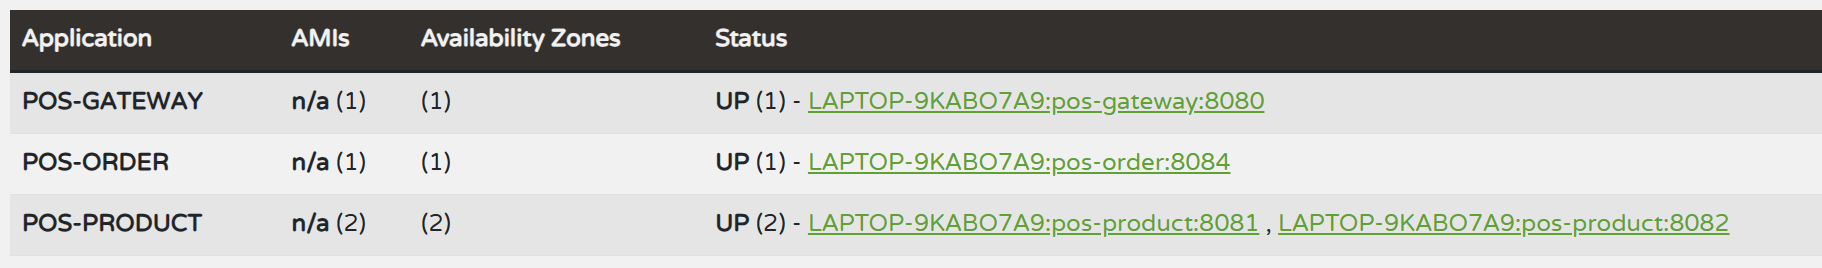 Application AMIs Availability Zones Status
POS-GATEWAY n/a (1) (1) UP (1) - LAPTOP-9KABO7A9:pos-gateway:8080
POS-ORDER n/a (1) (1) UP (1) - LAPTOP-9KABO7A9:pos-order:8084
POS-PRODUCT n/a (2) (2) UP (2) - LAPTOP-9KABO7A9:pos-product:8081 , LAPTOP-9KABO7A9:pos-product:8082